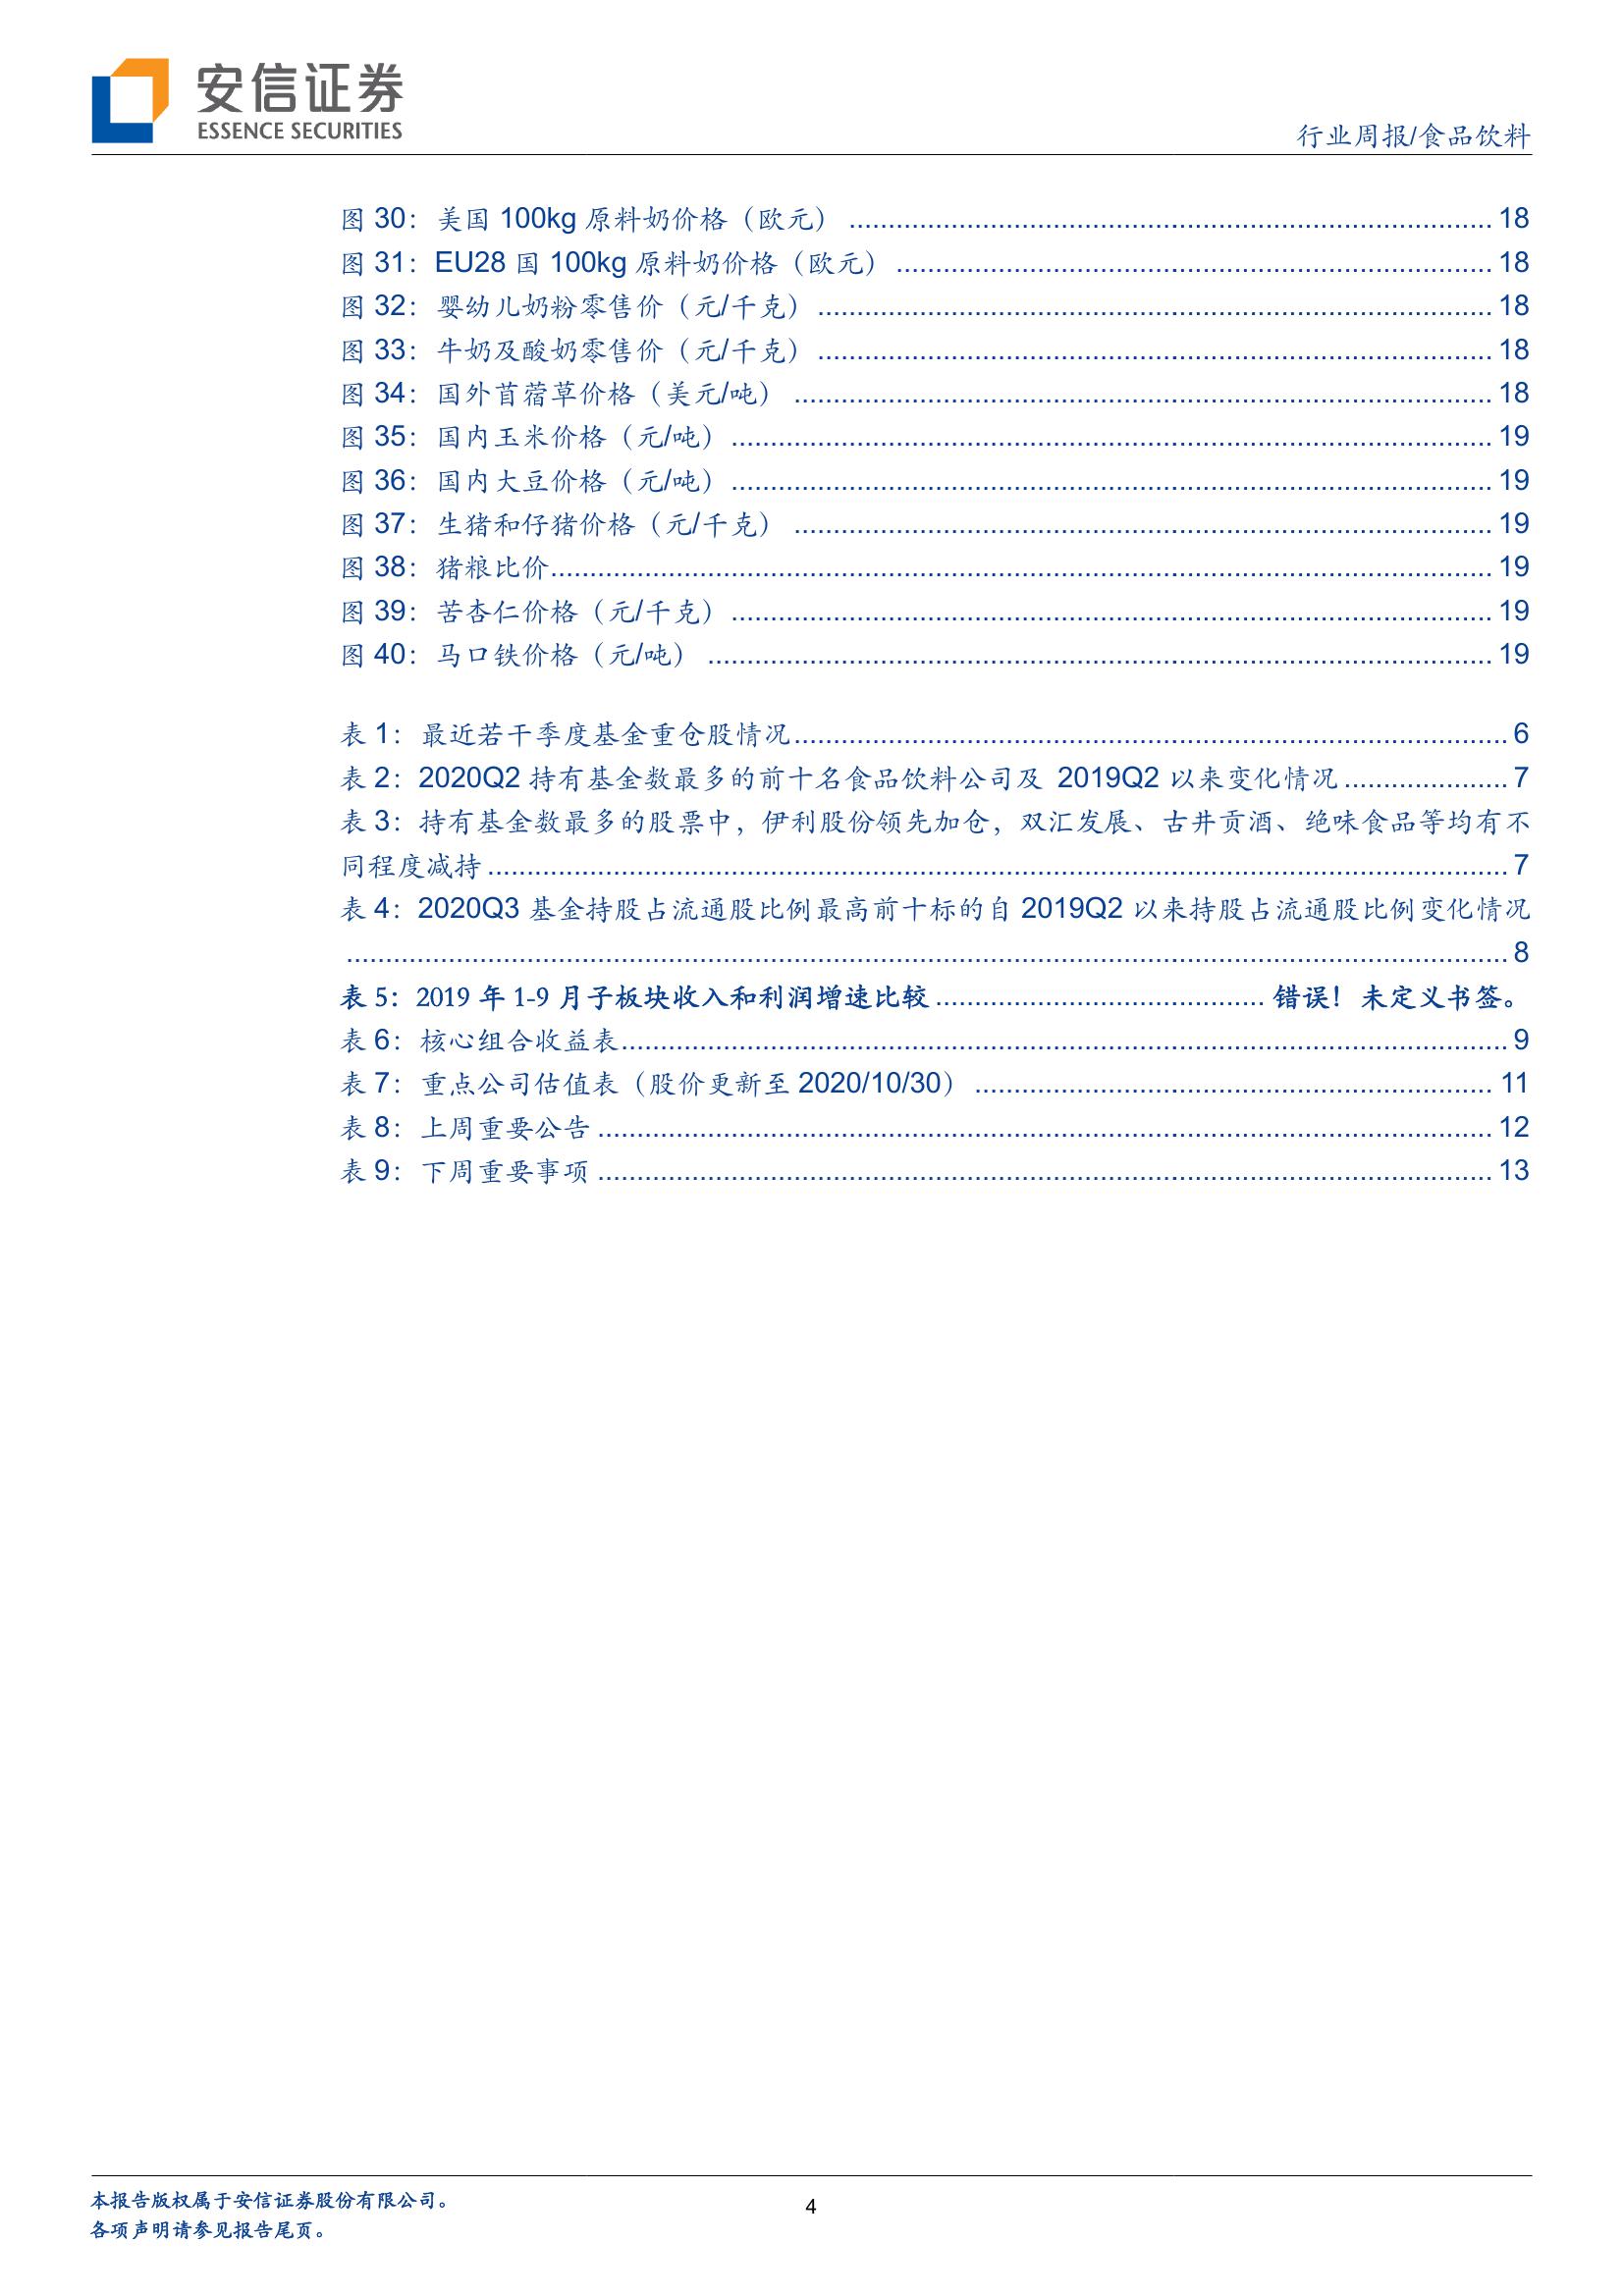 安信证券
ESSENCE SECURITIES
行业周报/食品饮料
图 30：美国 100kg 原料奶价格（欧元） ........ 18
图 31：EU28 国 100kg 原料奶价格（欧元） ........ 18
图 32：婴幼儿奶粉零售价（元/千克） ........ 18
图 33：牛奶及酸奶零售价（元/千克） ........ 18
图 34：国外苜蓿草价格（美元/吨） ........ 18
图 35：国内玉米价格（元/吨） ........ 19
图 36：国内大豆价格（元/吨） ........ 19
图 37：生猪和仔猪价格（元/千克） ........ 19
图 38：猪粮比价 ........ 19
图 39：苦杏仁价格（元/千克） ........ 19
图 40：马口铁价格（元/吨） ........ 19
表 1：最近若干季度基金重仓股情况 ........ 6
表 2：2020Q2 持有基金数最多的前十名食品饮料公司及 2019Q2 以来变化情况 ........ 7
表 3：持有基金数最多的股票中，伊利股份领先加仓，双汇发展、古井贡酒、绝味食品等均有不
同程度减持 ........ 7
表 4：2020Q3 基金持股占流通股比例最高前十标的自 2019Q2 以来持股占流通股比例变化情况
........ 8
表 5：2019 年 1-9 月子板块收入和利润增速比较 ........ 错误！未定义书签。
表 6：核心组合收益表 ........ 9
表 7：重点公司估值表（股价更新至 2020/10/30） ........ 11
表 8：上周重要公告 ........ 12
表 9：下周重要事项 ........ 13
本报告版权属于安信证券股份有限公司。
各项声明请参见报告尾页。
4